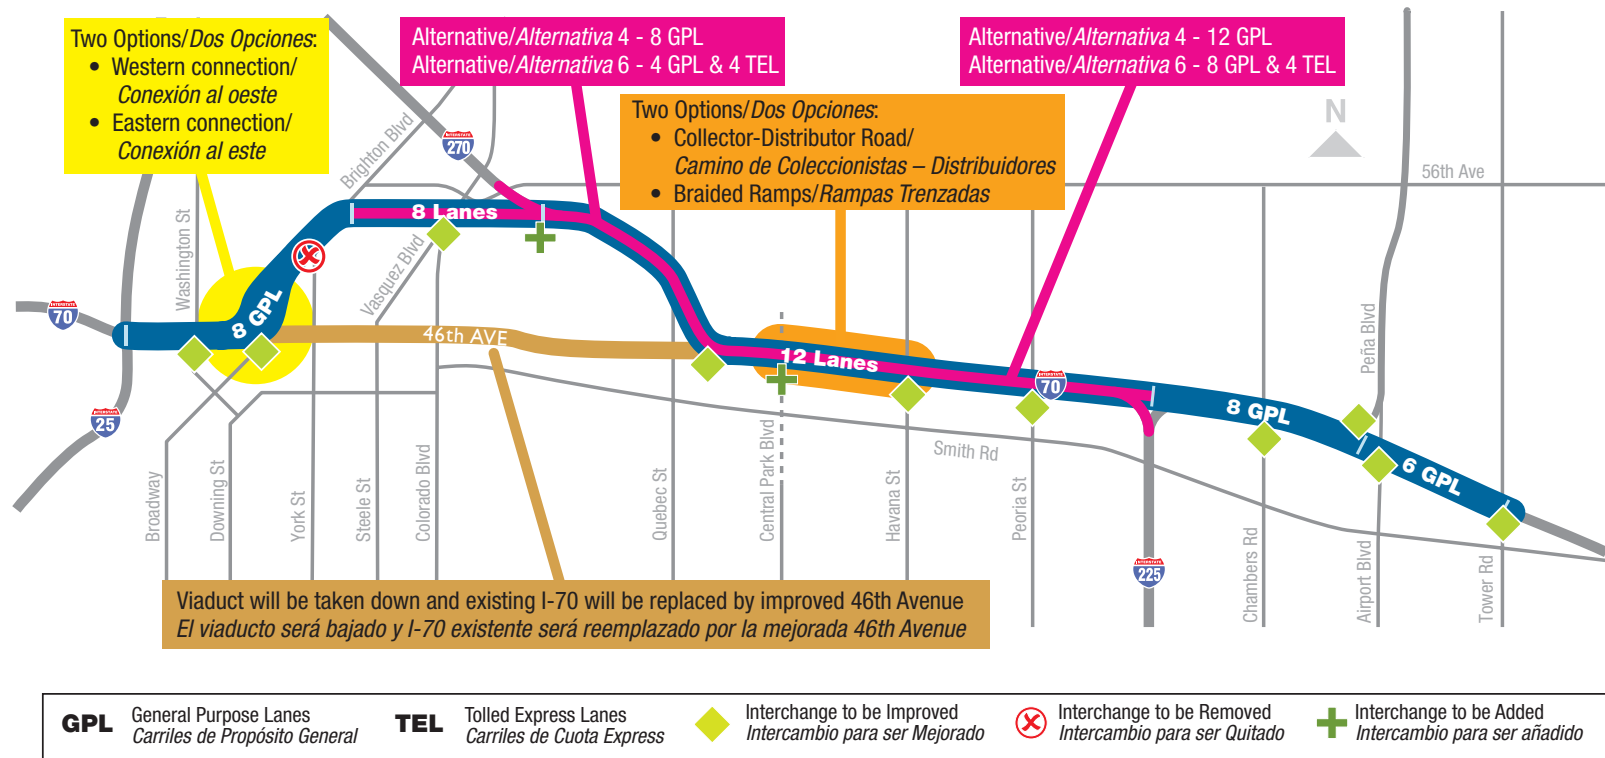 Two Options/Dos Opciones:
• Western connection/
Conexión al oeste
• Eastern connection/
Conexión al este
Alternative/Alternativa 4 - 8 GPL
Alternative/Alternativa 6 - 4 GPL & 4 TEL
Alternative/Alternativa 4 - 12 GPL
Alternative/Alternativa 6 - 8 GPL & 4 TEL
Two Options/Dos Opciones:
• Collector-Distributor Road/
Camino de Coleccionistas – Distribuidores
• Braided Ramps/Rampas Trenzadas
N
56th Ave
Brighton Blvd
INTERSTATE
270
Washington St
Vasquez Blvd
8 Lanes
8 GPL
INTERSTATE
70
46th AVE
12 Lanes
INTERSTATE
70
Peña Blvd
8 GPL
6 GPL
INTERSTATE
25
Smith Rd
Broadway
Downing St
York St
Steele St
Colorado Blvd
Quebec St
Central Park Blvd
Havana St
Peoria St
INTERSTATE
225
Chambers Rd
Airport Blvd
Tower Rd
Viaduct will be taken down and existing I-70 will be replaced by improved 46th Avenue
El viaducto será bajado y I-70 existente será reemplazado por la mejorada 46th Avenue
GPL
General Purpose Lanes
Carriles de Propósito General
TEL
Tolled Express Lanes
Carriles de Cuota Express
Interchange to be Improved
Intercambio para ser Mejorado
Interchange to be Removed
Intercambio para ser Quitado
Interchange to be Added
Intercambio para ser añadido